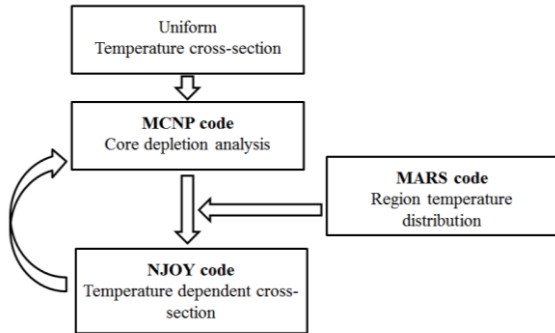 Uniform
Temperature cross-section
MCNP code
Core depletion analysis
MARS code
Region temperature
distribution
NJOY code
Temperature dependent cross-
section